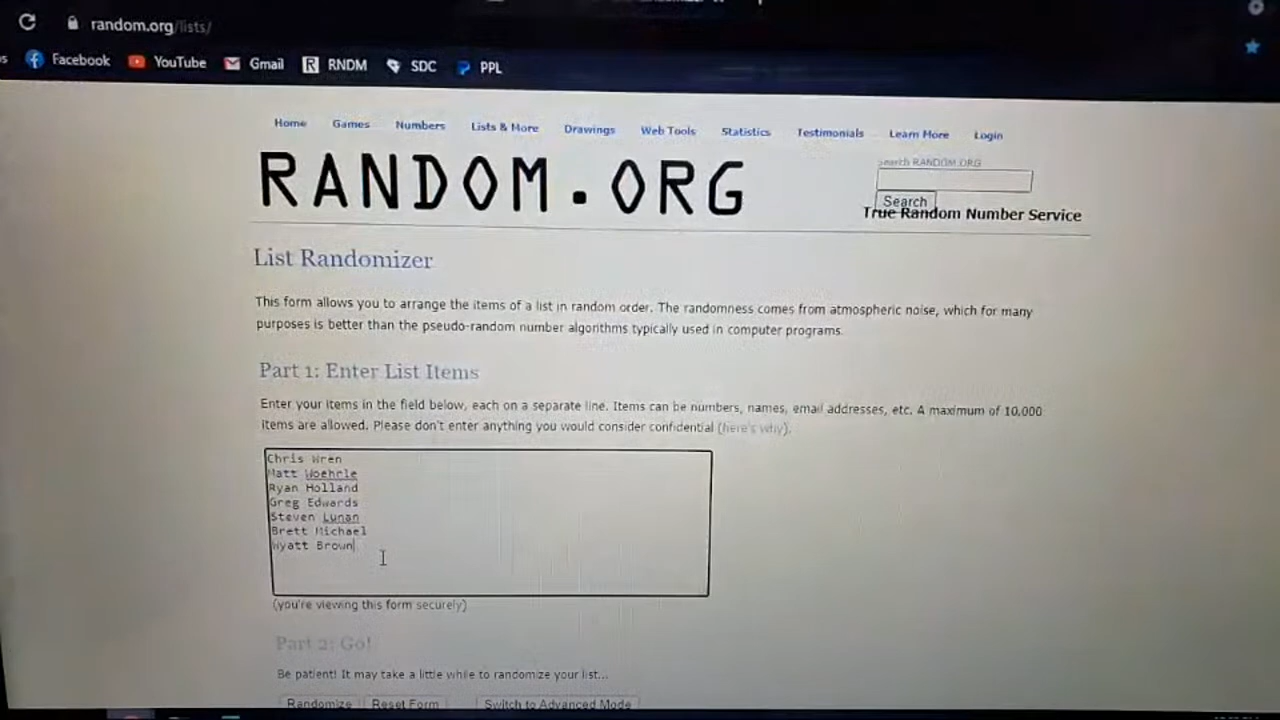 random.org/lists/
Facebook YouTube Gmail RNDM SDC PPL
Home Games Numbers Lists & More Drawings Web Tools Statistics Testimonials Learn More Login
RANDOM.ORG
Search RANDOM.ORG
Search
True Random Number Service
List Randomizer
This form allows you to arrange the items of a list in random order. The randomness comes from atmospheric noise, which for many
purposes is better than the pseudo-random number algorithms typically used in computer programs.
Part 1: Enter List Items
Enter your items in the field below, each on a separate line. Items can be numbers, names, email addresses, etc. A maximum of 10,000
items are allowed. Please don't enter anything you would consider confidential (here's why).
Chris Wren
Matt Woehrle
Ryan Holland
Greg Edwards
Steven Lunan
Brett Michael
Wyatt Brown
(you're viewing this form securely)
Part 2: Go!
Be patient! It may take a little while to randomize your list...
Randomize Reset Form Switch to Advanced Mode